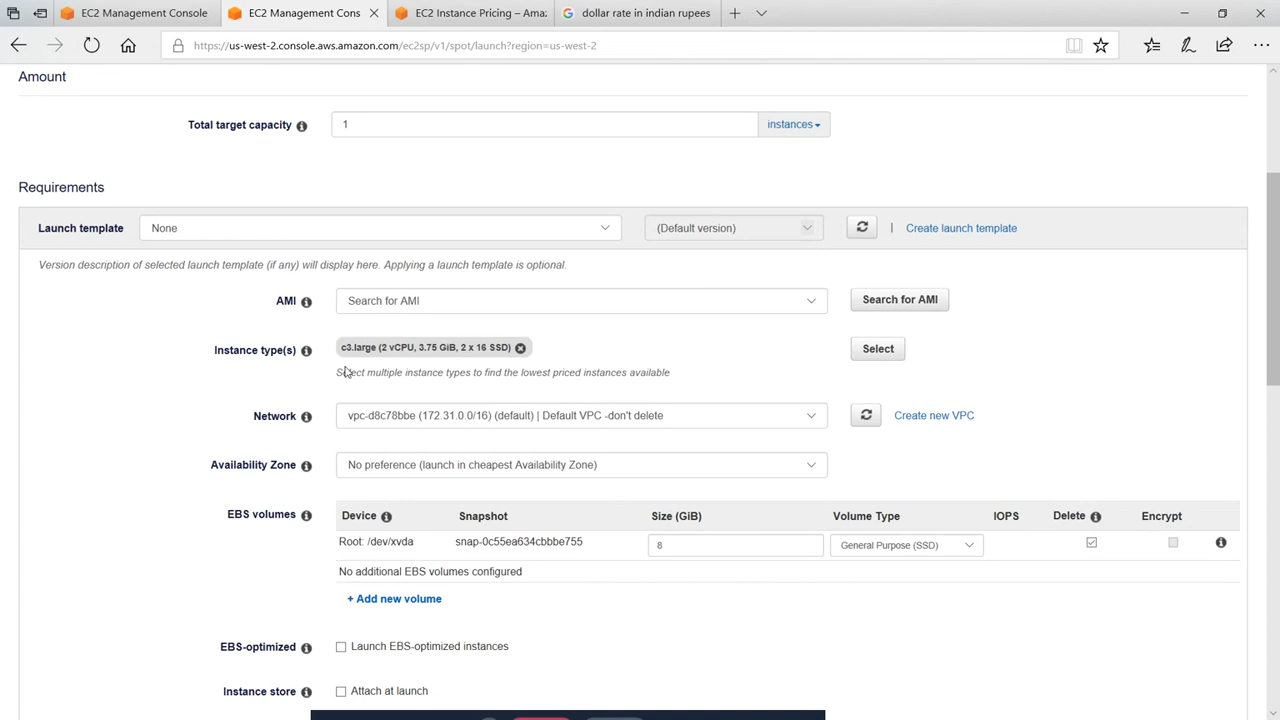 EC2 Management Console
EC2 Management Cons
EC2 Instance Pricing – Ama
dollar rate in indian rupees
https://us-west-2.console.aws.amazon.com/ec2sp/v1/spot/launch?region=us-west-2
Amount
Total target capacity
1
instances
Requirements
Launch template
None
(Default version)
|
Create launch template
Version description of selected launch template (if any) will display here. Applying a launch template is optional.
AMI
Search for AMI
Search for AMI
Instance type(s)
c3.large (2 vCPU, 3.75 GiB, 2 x 16 SSD)
Select
Select multiple instance types to find the lowest priced instances available
Network
vpc-d8c78bbe (172.31.0.0/16) (default) | Default VPC -don't delete
Create new VPC
Availability Zone
No preference (launch in cheapest Availability Zone)
EBS volumes
Device Snapshot Size (GiB) Volume Type IOPS Delete Encrypt
Root: /dev/xvda snap-0c55ea634cbbbe755 8 General Purpose (SSD)
No additional EBS volumes configured
+ Add new volume
EBS-optimized
Launch EBS-optimized instances
Instance store
Attach at launch